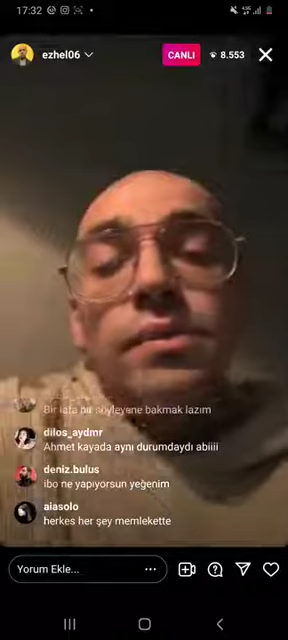 17:32
ezhel06
CANLI
8.553
Bir lafa bir söyleyene bakmak lazım
dilos_aydmr
Ahmet kayada aynı durumdaydı abiiii
deniz.bulus
ibo ne yapıyorsun yeğenim
aiasolo
herkes her şey memlekette
Yorum Ekle...